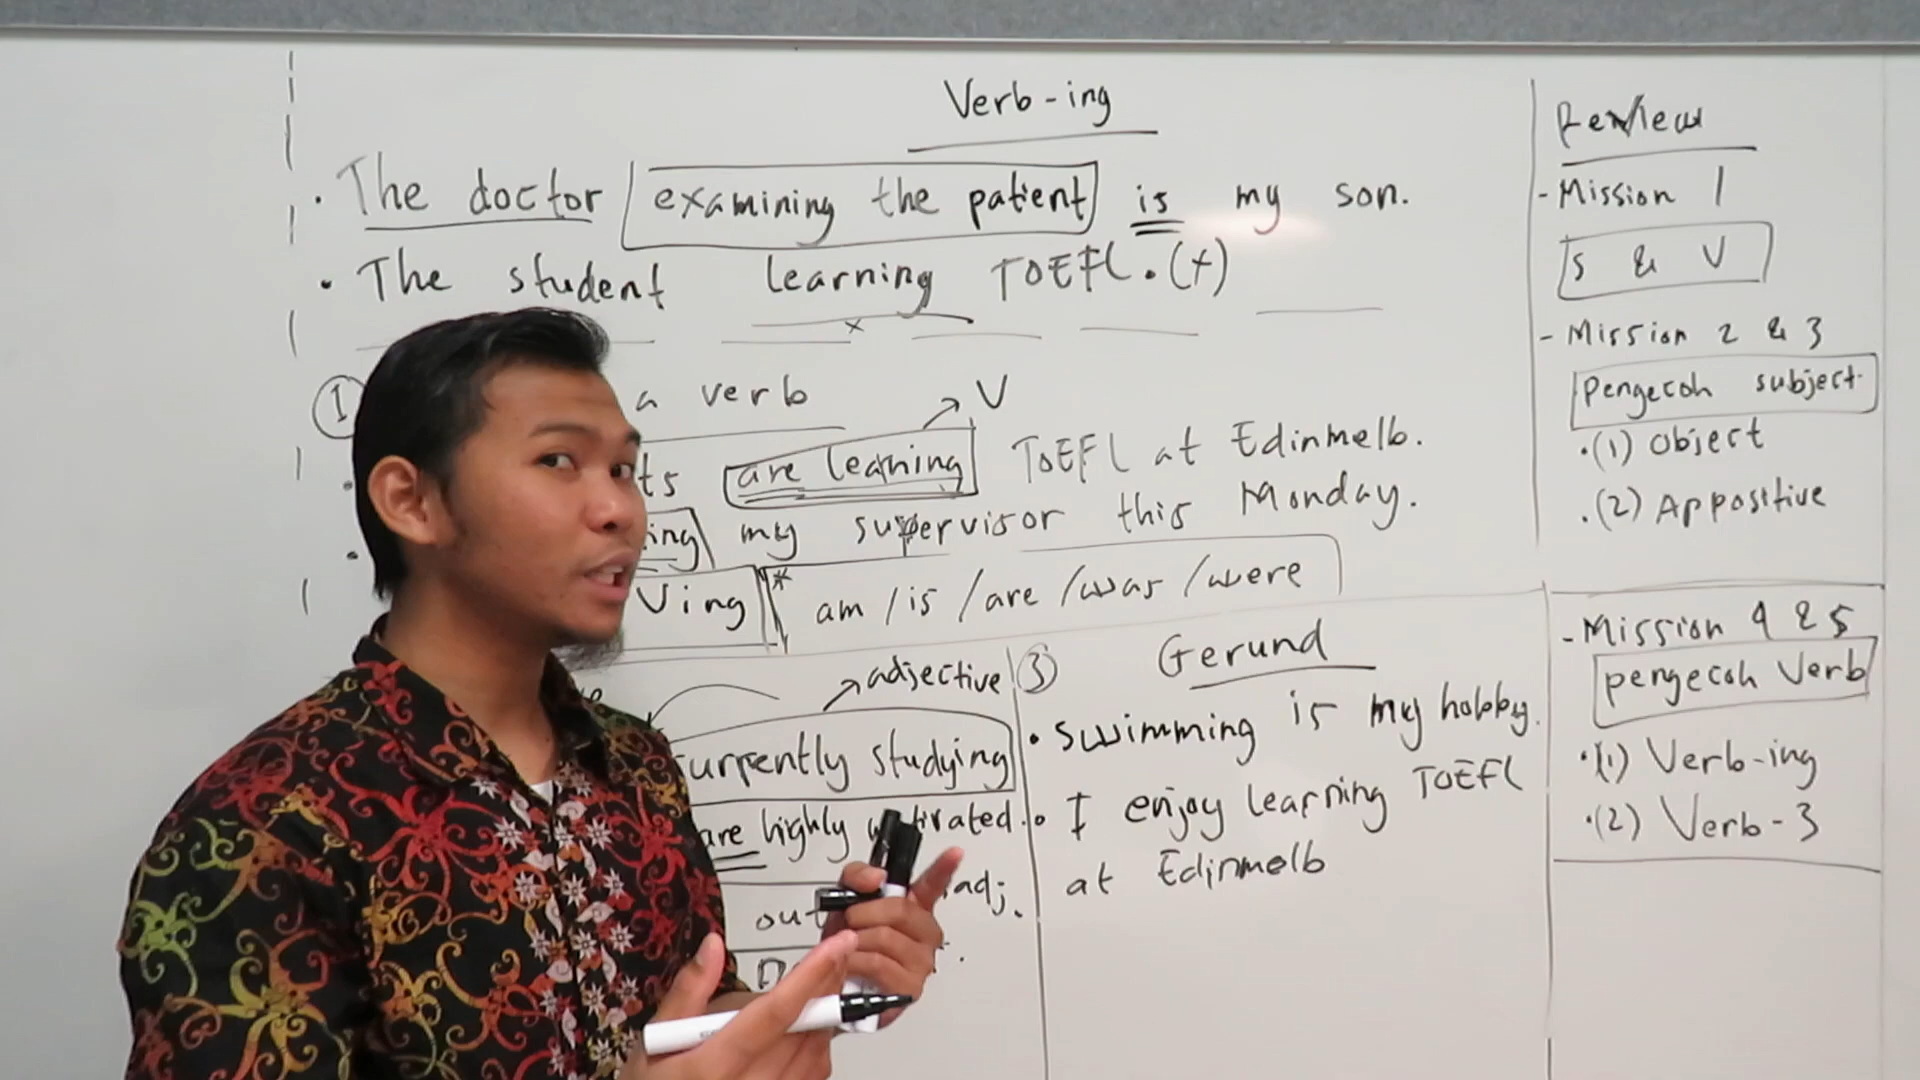 Verb-ing
· The doctor examining the patient is my son.
· The student learning TOEFL. (x)
x
1 a verb
V
ts are learning TOEFL at Edinmelb.
ing my supervisor this Monday.
Ving * am / is / are / was / were
adjective
currently studying
are highly
out adj.
3 Gerund
· swimming is my hobby.
· I enjoy learning TOEFL
at Edinmelb
Review
- Mission 1
S & V
- Mission 2 & 3
Pengecoh subject
·(1) Object
·(2) Appositive
- Mission 4 & 5
pengecoh Verb
·(1) Verb-ing
·(2) Verb-3